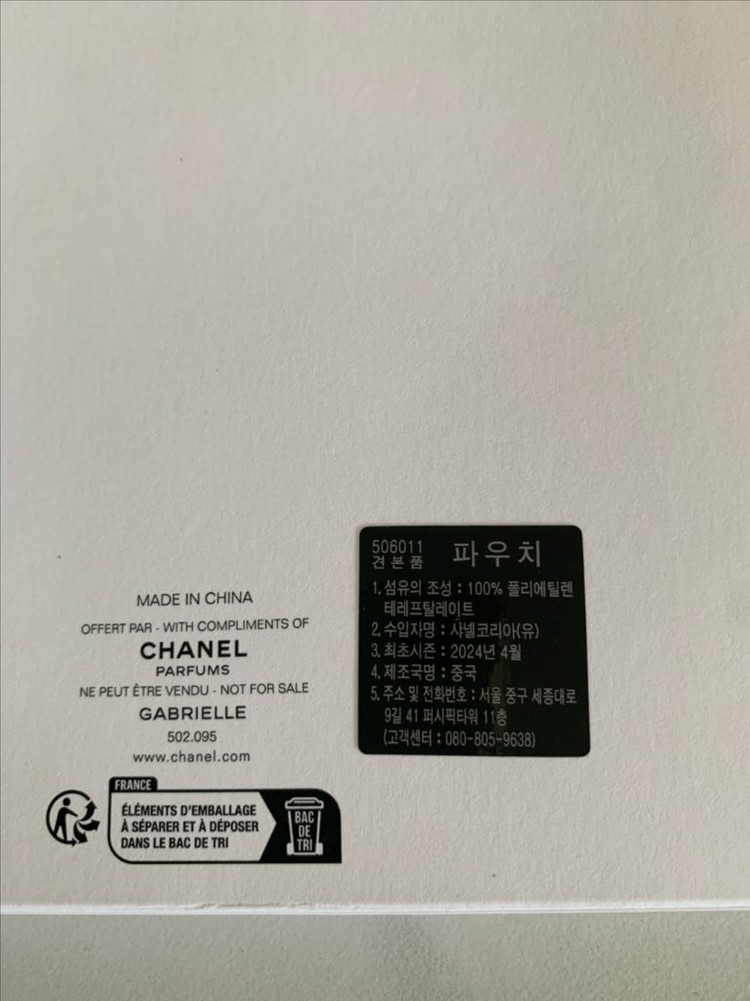 MADE IN CHINA
OFFERT PAR - WITH COMPLIMENTS OF
CHANEL
PARFUMS
NE PEUT ÊTRE VENDU - NOT FOR SALE
GABRIELLE
502.095
www.chanel.com
FRANCE
ÉLÉMENTS D'EMBALLAGE
À SÉPARER ET À DÉPOSER
DANS LE BAC DE TRI
BAC
DE
TRI
506011
견본품
파우치
1. 섬유의 조성 : 100% 폴리에틸렌
테레프탈레이트
2. 수입자명 : 샤넬코리아(유)
3. 최초시즌 : 2024년 4월
4. 제조국명 : 중국
5. 주소 및 전화번호 : 서울 중구 세종대로
9길 41 퍼시픽타워 11층
(고객센터 : 080-805-9638)